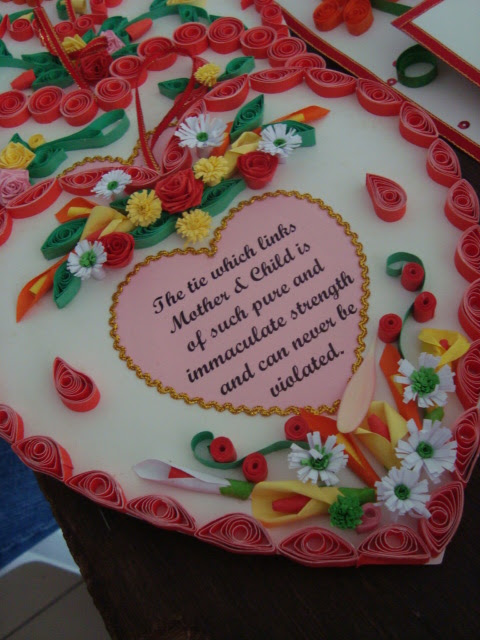 The tie which links
Mother & Child is
of such pure and
immaculate strength
and can never be
violated.